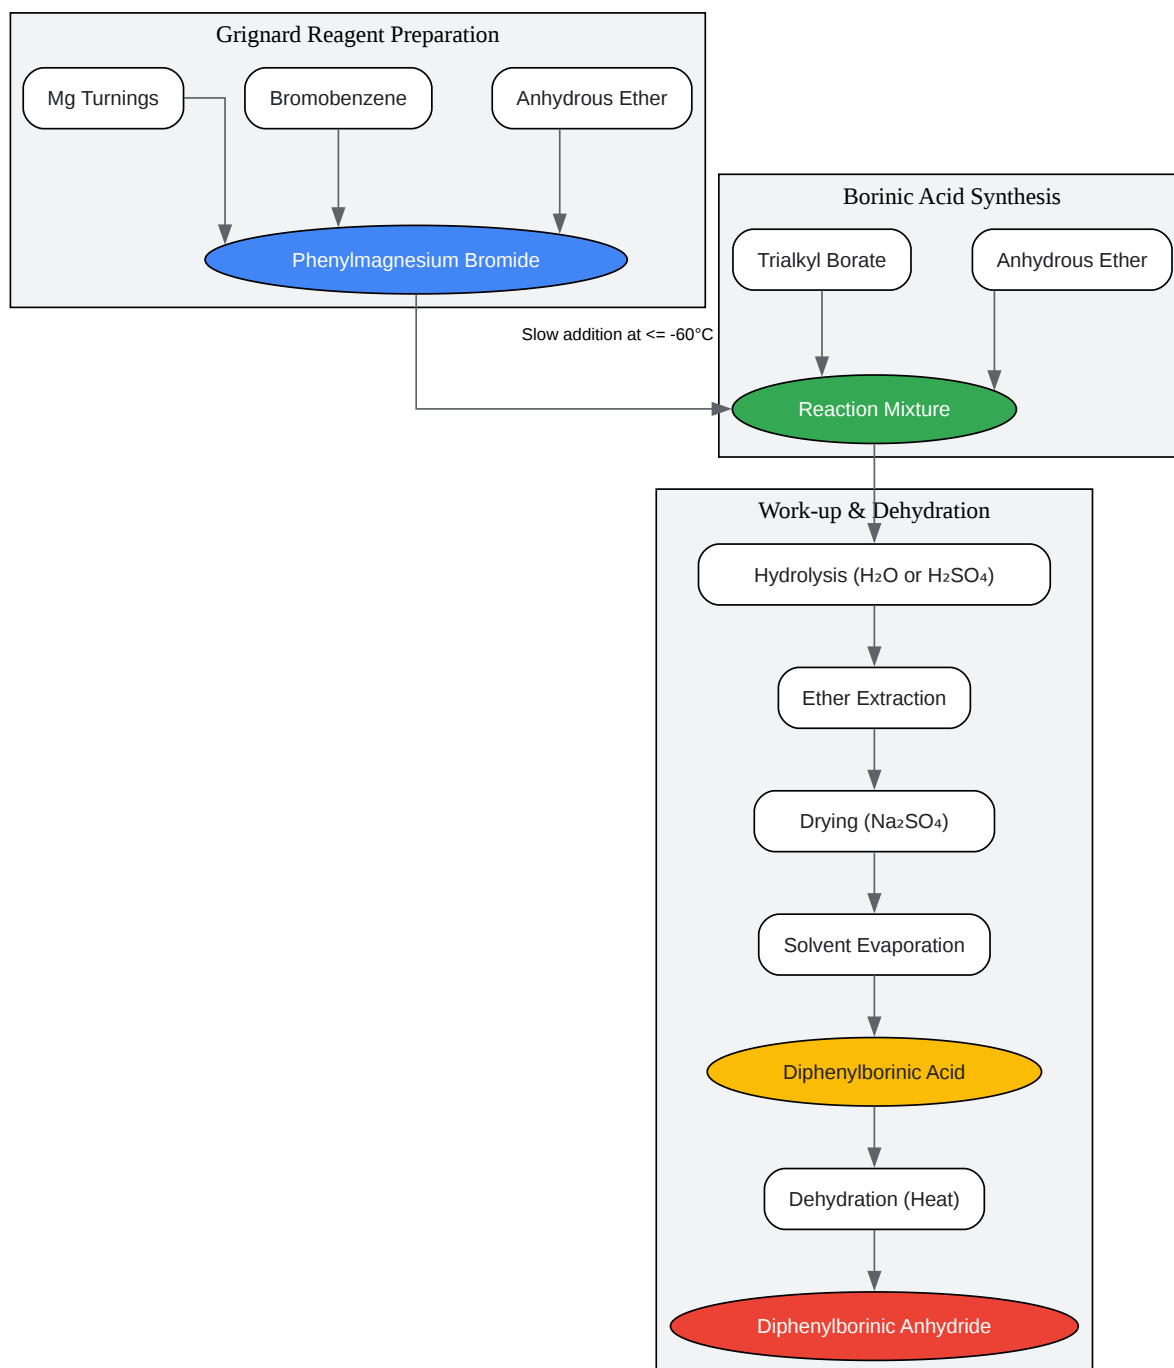 Grignard Reagent Preparation
Mg Turnings
Bromobenzene
Anhydrous Ether
Phenylmagnesium Bromide
Slow addition at <= -60°C
Borinic Acid Synthesis
Trialkyl Borate
Anhydrous Ether
Reaction Mixture
Work-up & Dehydration
Hydrolysis (H₂O or H₂SO₄)
Ether Extraction
Drying (Na₂SO₄)
Solvent Evaporation
Diphenylborinic Acid
Dehydration (Heat)
Diphenylborinic Anhydride